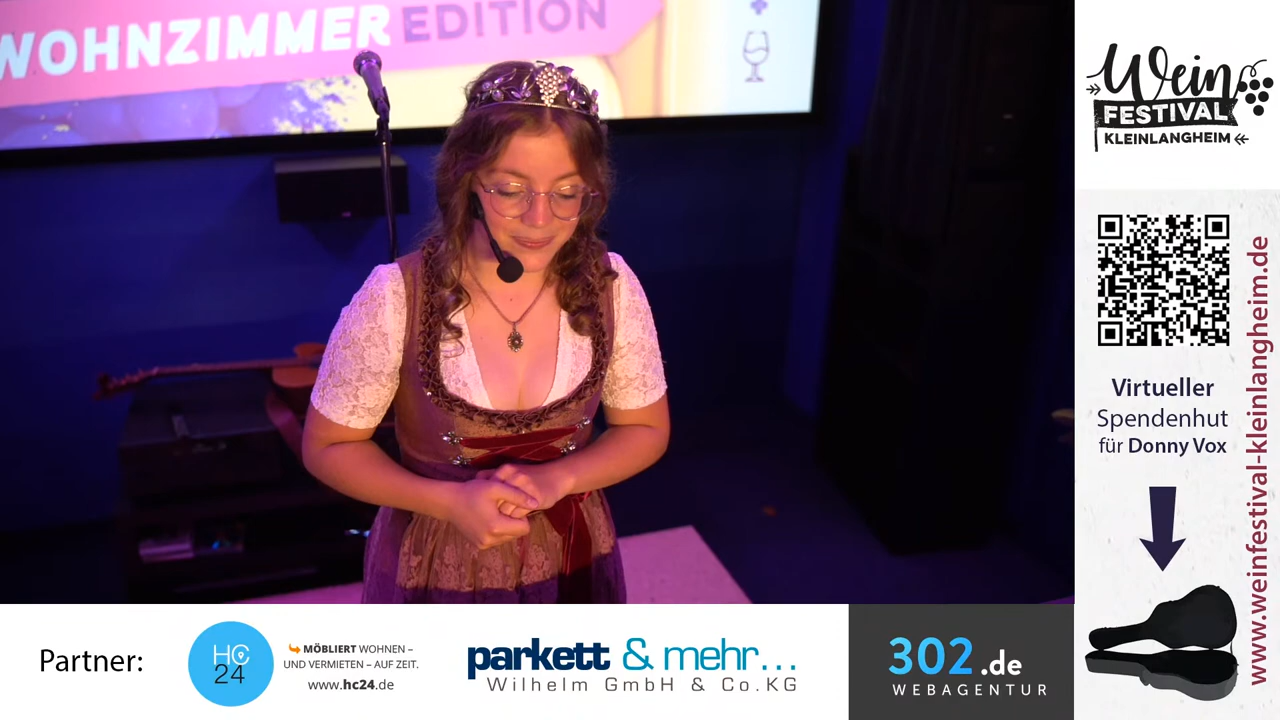 WOHNZIMMER EDITION
Wein
FESTIVAL
KLEINLANGHEIM
www.weinfestival-kleinlangheim.de
Virtueller
Spendenhut
für Donny Vox
Partner:
HC
24
MÖBLIERT WOHNEN –
UND VERMIETEN – AUF ZEIT.
www.hc24.de
parkett & mehr...
Wilhelm GmbH & Co.KG
302.de
WEBAGENTUR